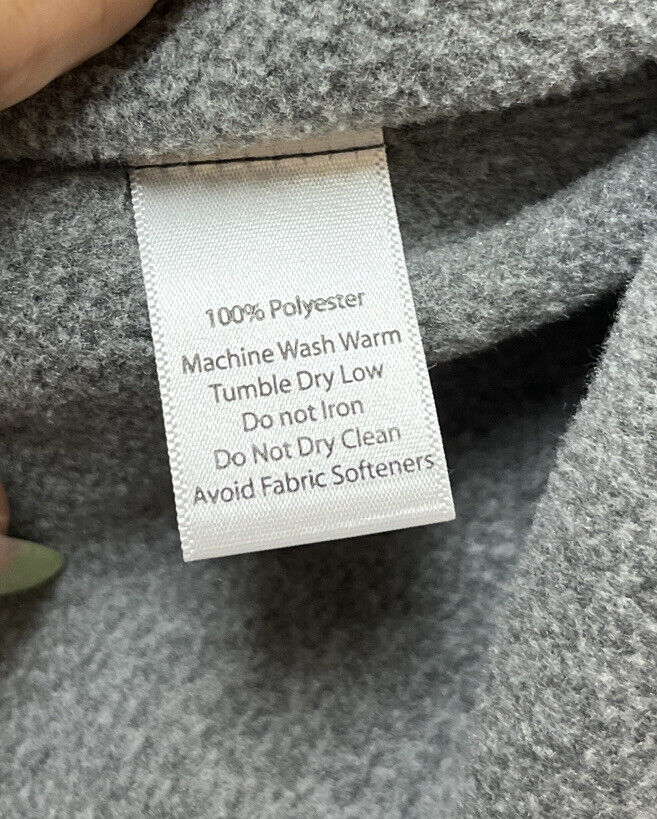 100% Polyester
Machine Wash Warm
Tumble Dry Low
Do not Iron
Do Not Dry Clean
Avoid Fabric Softeners